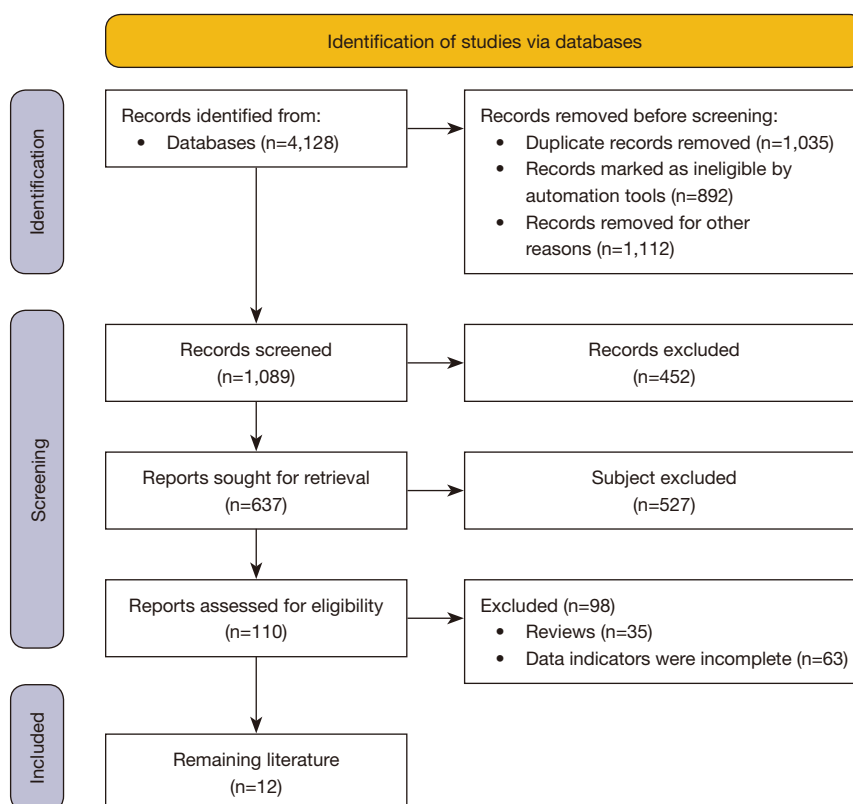 Identification of studies via databases
Identification
Records identified from:
• Databases (n=4,128)
Records removed before screening:
• Duplicate records removed (n=1,035)
• Records marked as ineligible by
automation tools (n=892)
• Records removed for other
reasons (n=1,112)
Screening
Records screened
(n=1,089)
Records excluded
(n=452)
Reports sought for retrieval
(n=637)
Subject excluded
(n=527)
Reports assessed for eligibility
(n=110)
Excluded (n=98)
• Reviews (n=35)
• Data indicators were incomplete (n=63)
Included
Remaining literature
(n=12)